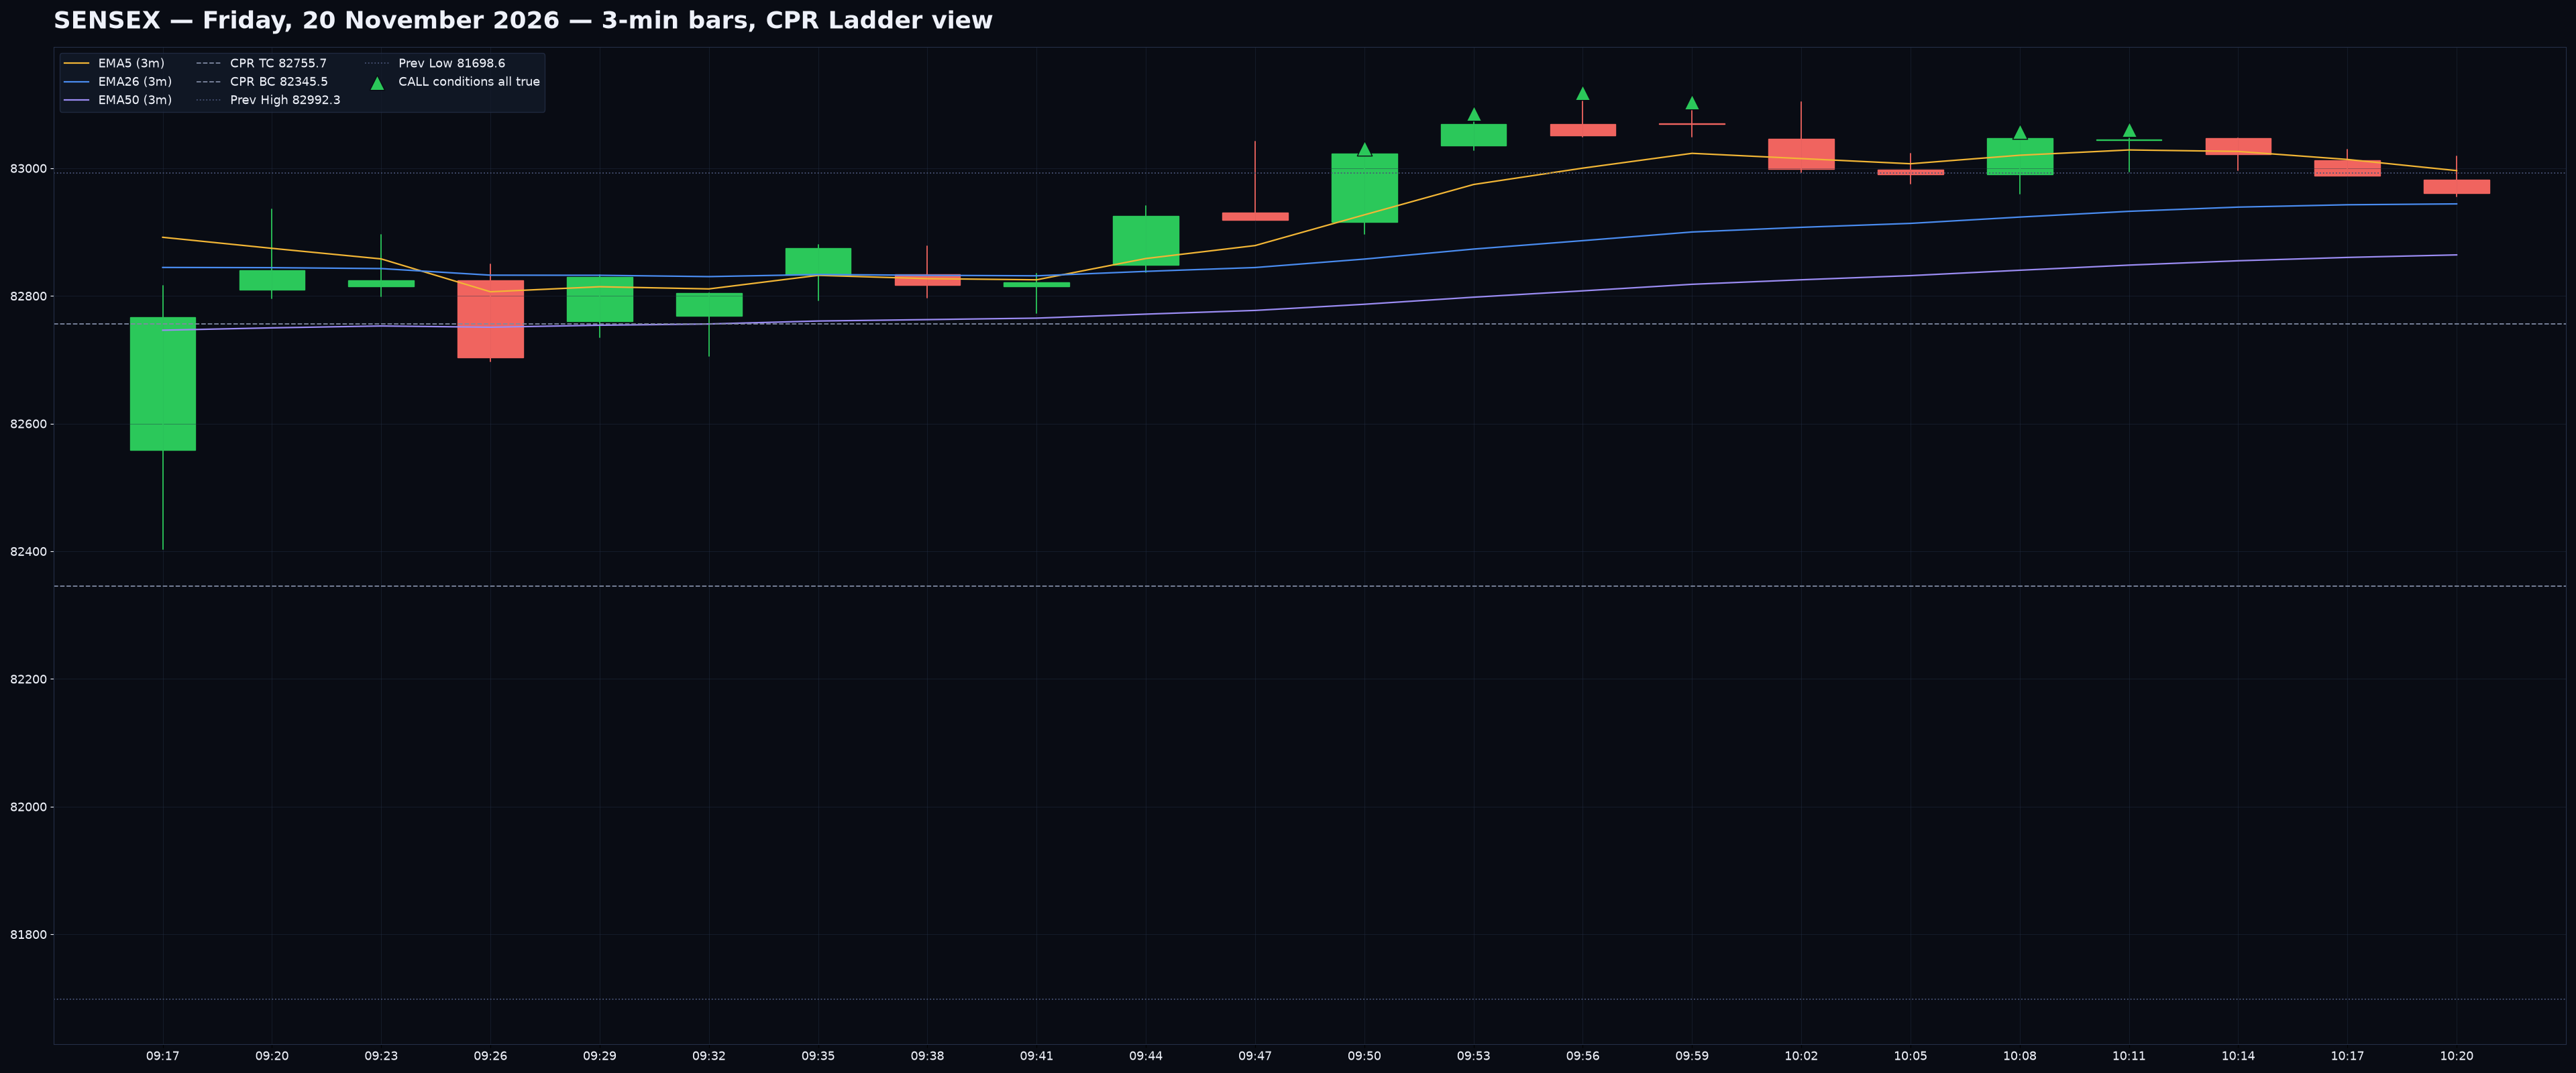 SENSEX — Friday, 20 November 2026 — 3-min bars, CPR Ladder view
EMA5 (3m)
EMA26 (3m)
EMA50 (3m)
CPR TC 82755.7
CPR BC 82345.5
Prev High 82992.3
Prev Low 81698.6
CALL conditions all true
83000
82800
82600
82400
82200
82000
81800
09:17 09:20 09:23 09:26 09:29 09:32 09:35 09:38 09:41 09:44 09:47 09:50 09:53 09:56 09:59 10:02 10:05 10:08 10:11 10:14 10:17 10:20